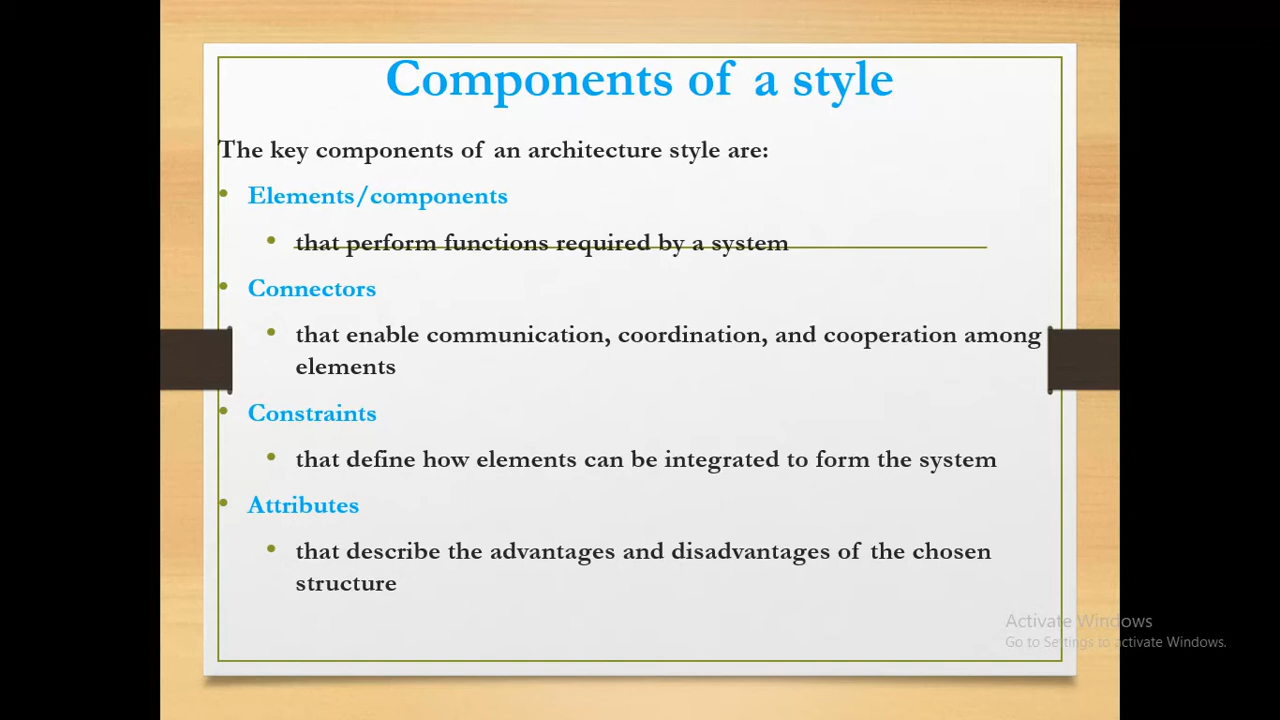 Components of a style
The key components of an architecture style are:
• Elements/components
• that perform functions required by a system
• Connectors
• that enable communication, coordination, and cooperation among
elements
• Constraints
• that define how elements can be integrated to form the system
• Attributes
• that describe the advantages and disadvantages of the chosen
structure
Activate Windows
Go to Settings to activate Windows.